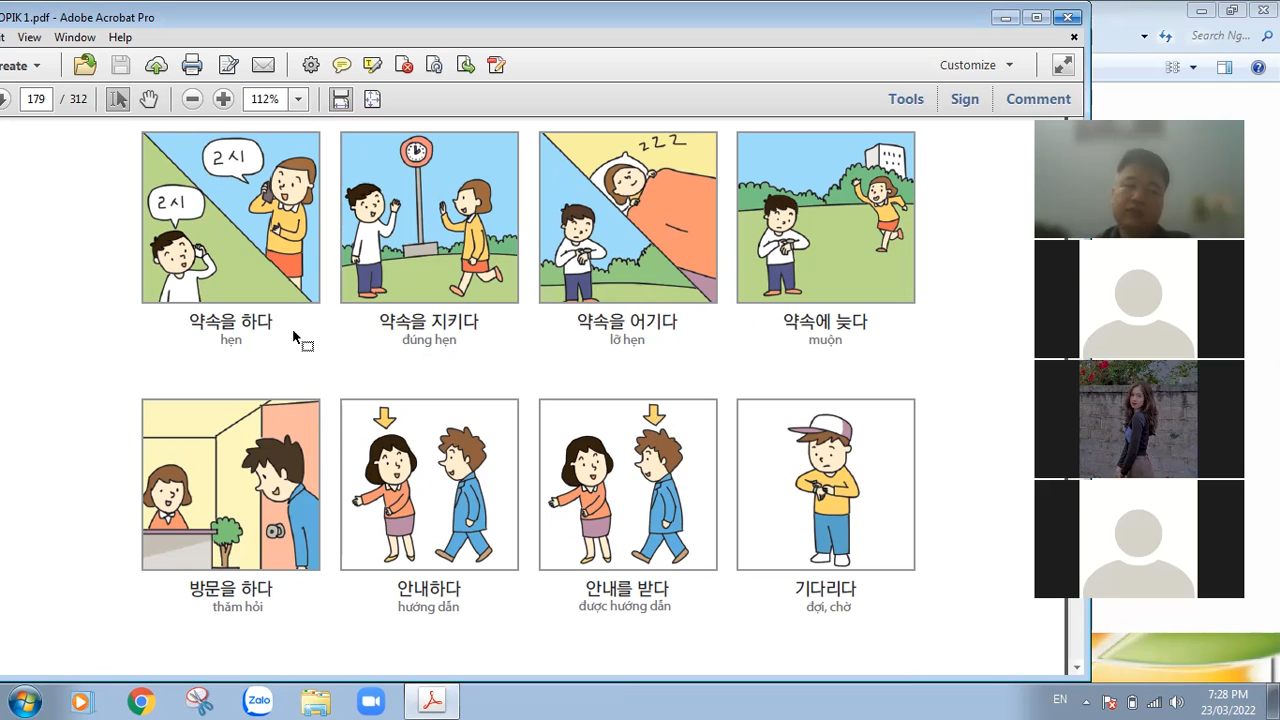 OPIK 1.pdf - Adobe Acrobat Pro
View Window Help
Search Ng...
reate
Customize
179 / 312
112%
Tools Sign Comment
2시
2시
z z z
약속을 하다
hẹn
약속을 지키다
đúng hẹn
약속을 어기다
lỡ hẹn
약속에 늦다
muộn
방문을 하다
thăm hỏi
안내하다
hướng dẫn
안내를 받다
được hướng dẫn
기다리다
đợi, chờ
Zalo
EN
7:28 PM
23/03/2022